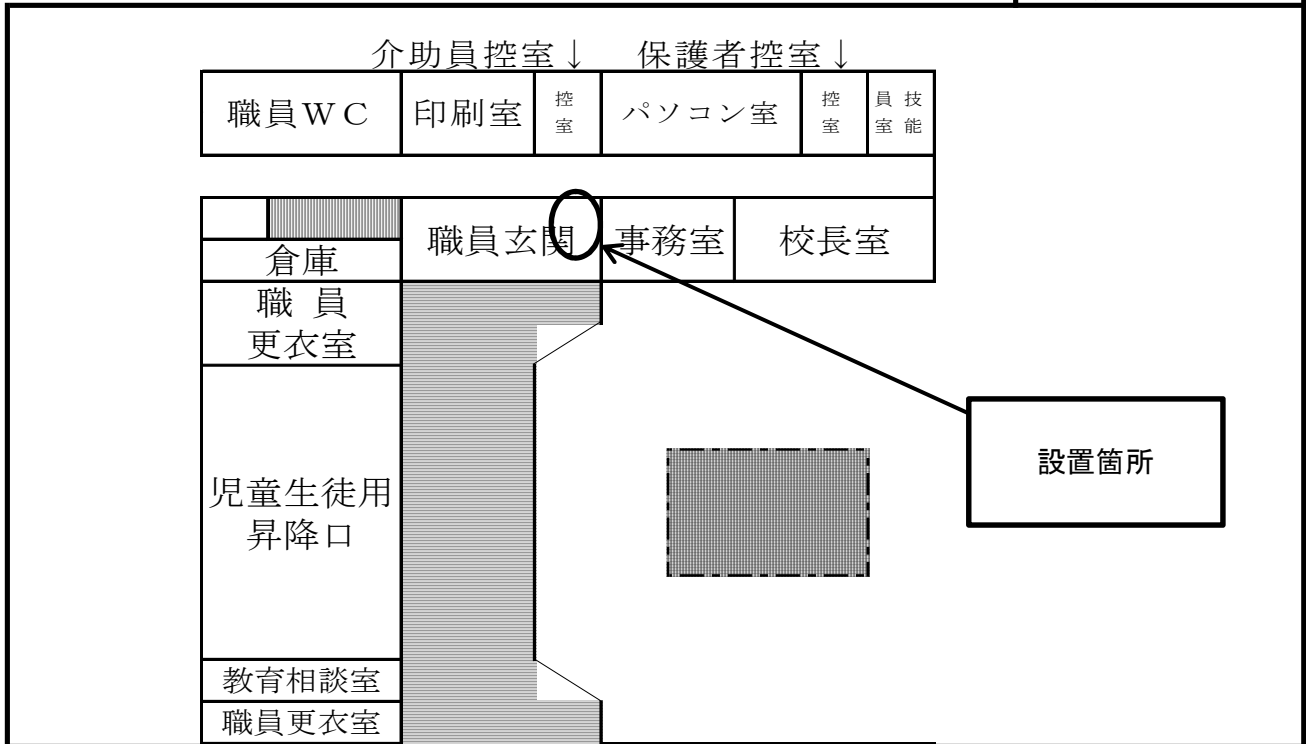 介助員控室↓ 保護者控室↓
職員ＷＣ 印刷室 控室 パソコン室 控室 技能員室
職員玄関 事務室 校長室
倉庫
職 員
更衣室
設置箇所
児童生徒用
昇降口
教育相談室
職員更衣室